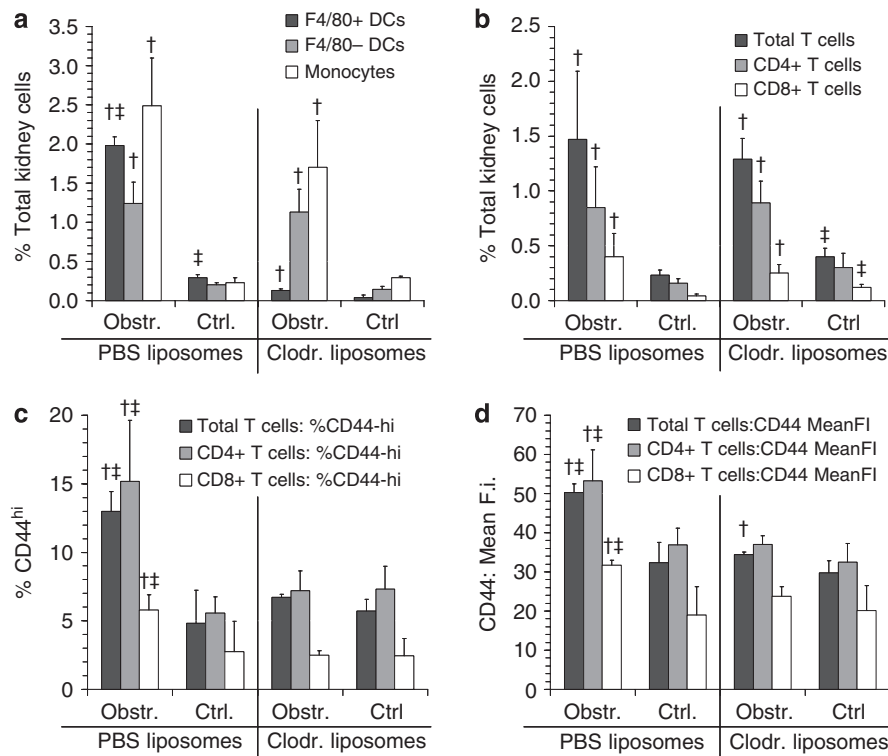 a
F4/80+ DCs
F4/80– DCs
Monocytes
% Total kidney cells
3.5
3.0
2.5
2.0
1.5
1.0
0.5
0.0
†‡
†
†
‡
†
†
†
Obstr. Ctrl. Obstr. Ctrl
PBS liposomes Clodr. liposomes
b
Total T cells
CD4+ T cells
CD8+ T cells
% Total kidney cells
2.5
2.0
1.5
1.0
0.5
0.0
†
†
†
†
†
†
‡
‡
Obstr. Ctrl. Obstr. Ctrl
PBS liposomes Clodr. liposomes
c
Total T cells: %CD44-hi
CD4+ T cells: %CD44-hi
CD8+ T cells: %CD44-hi
% CD44hi
20
15
10
5
0
†‡
†‡
†‡
Obstr. Ctrl. Obstr. Ctrl
PBS liposomes Clodr. liposomes
d
Total T cells:CD44 MeanFI
CD4+ T cells:CD44 MeanFI
CD8+ T cells:CD44 MeanFI
CD44: Mean F.i.
70
60
50
40
30
20
10
0
†‡
†‡
†‡
†
Obstr. Ctrl. Obstr. Ctrl
PBS liposomes Clodr. liposomes